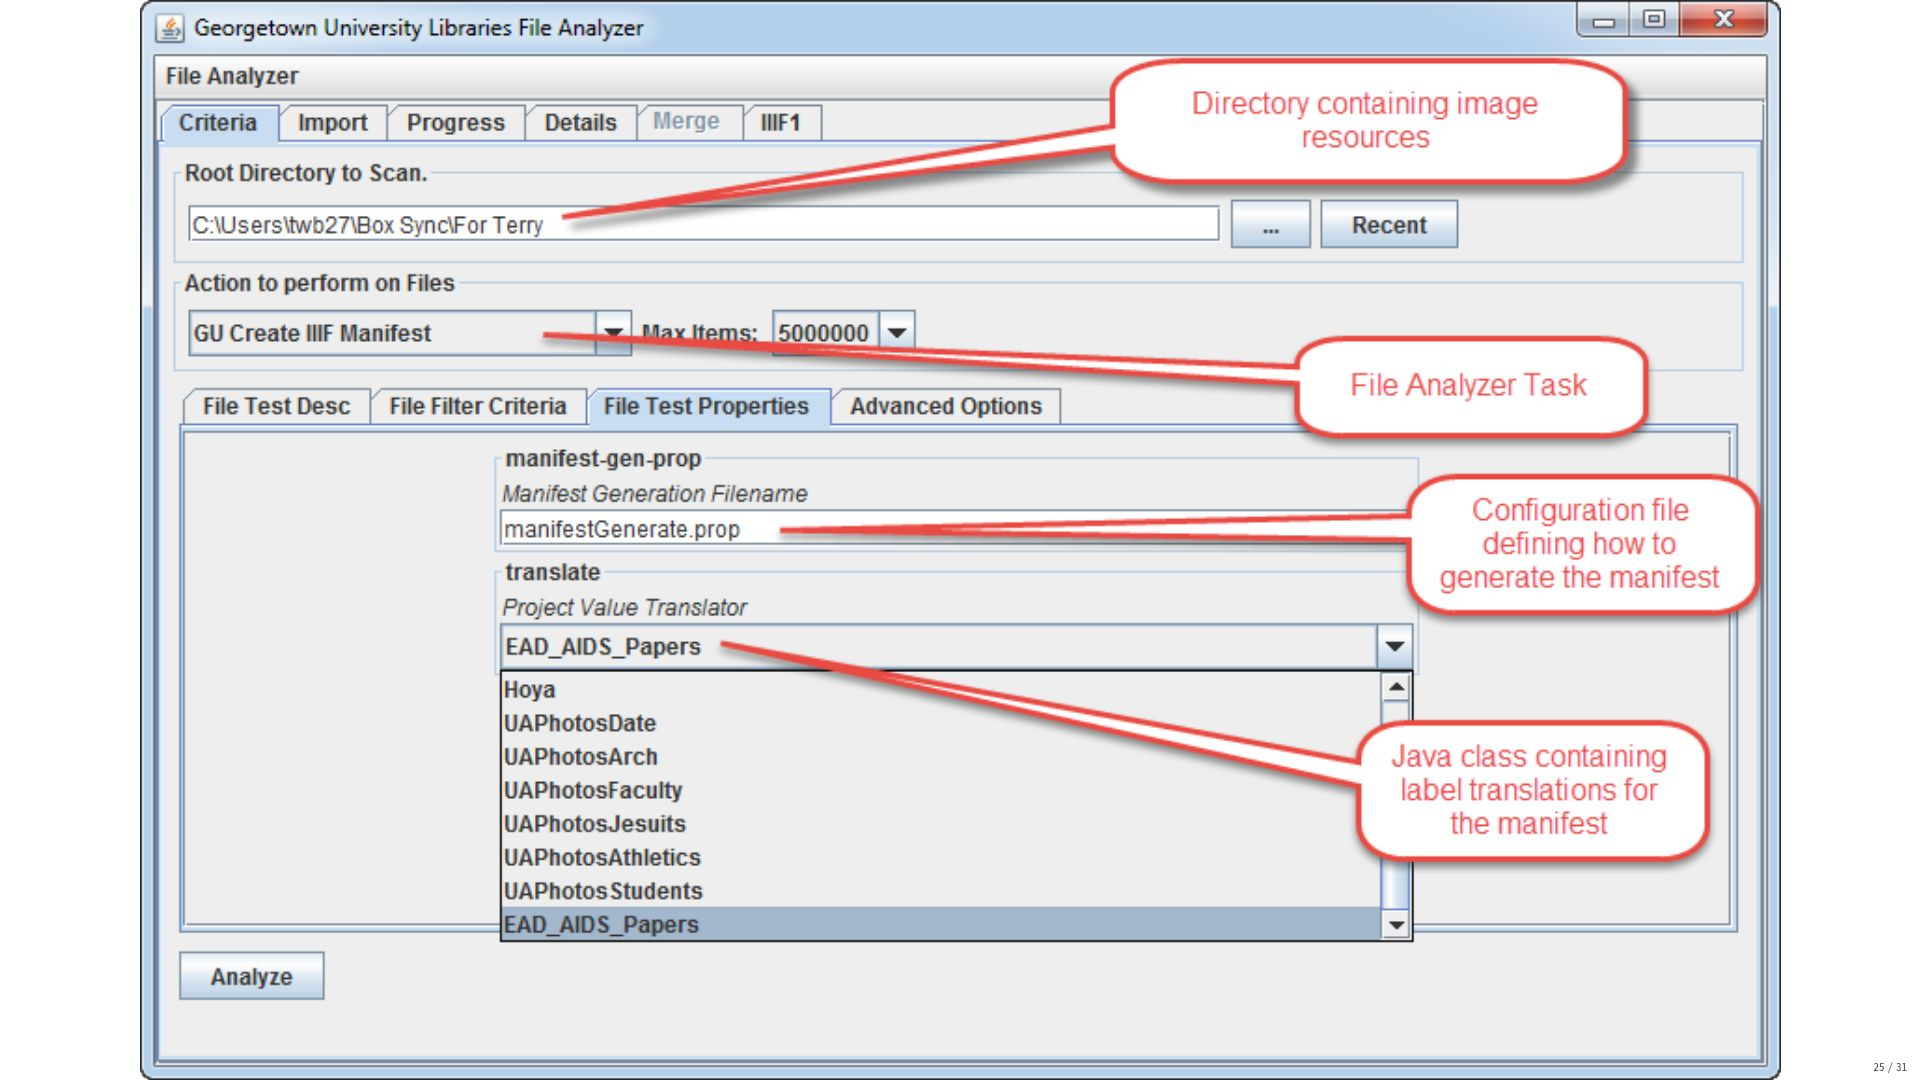 Georgetown University Libraries File Analyzer
File Analyzer
Criteria
Import
Progress
Details
Merge
IIIF1
Directory containing image
resources
Root Directory to Scan.
C:\Users\twb27\Box Sync\For Terry
...
Recent
Action to perform on Files
GU Create IIIF Manifest
Max Items:
5000000
File Analyzer Task
File Test Desc
File Filter Criteria
File Test Properties
Advanced Options
manifest-gen-prop
Manifest Generation Filename
manifestGenerate.prop
Configuration file
defining how to
generate the manifest
translate
Project Value Translator
EAD_AIDS_Papers
Hoya
UAPhotosDate
UAPhotosArch
UAPhotosFaculty
UAPhotosJesuits
UAPhotosAthletics
UAPhotosStudents
EAD_AIDS_Papers
Java class containing
label translations for
the manifest
Analyze
25 / 31